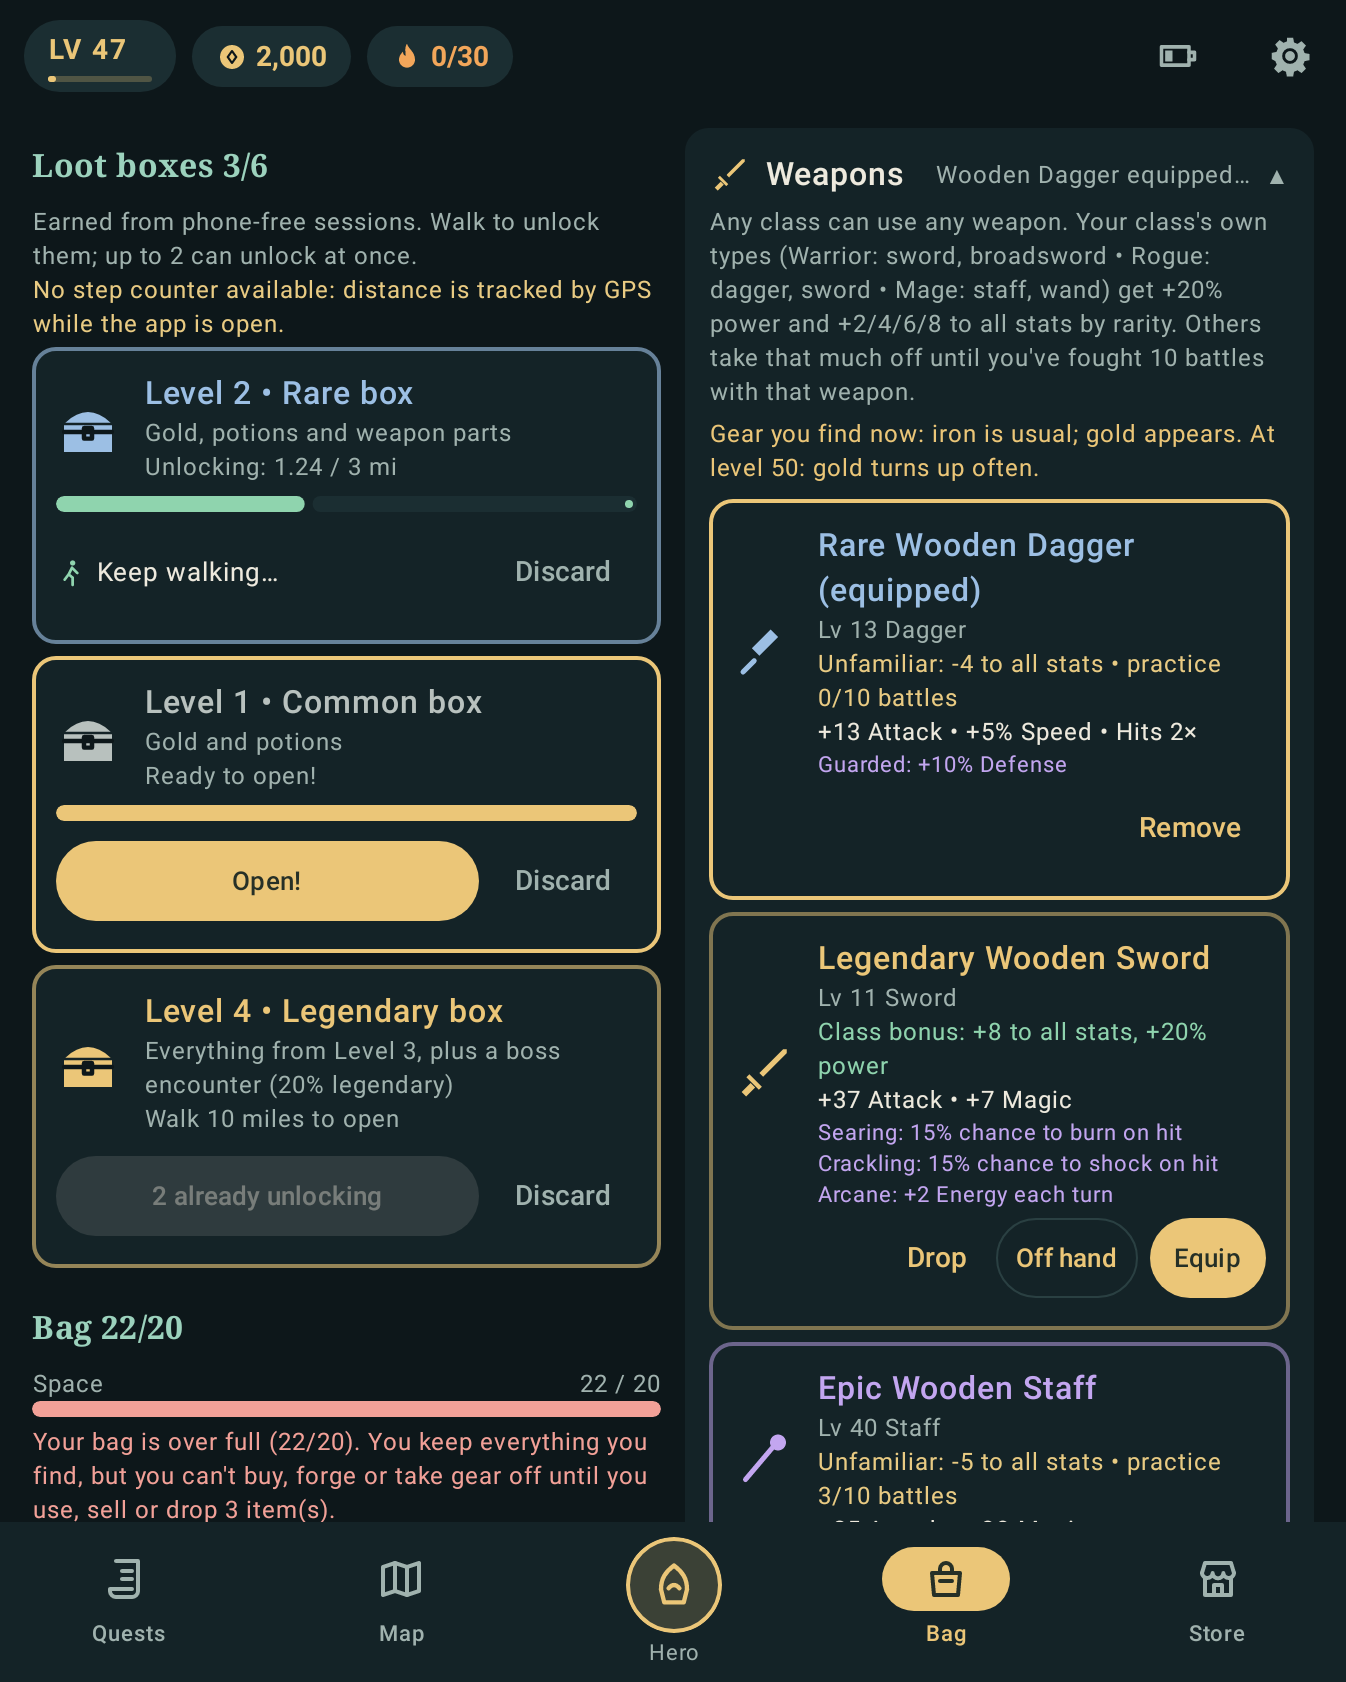 LV 47
2,000
0/30
Loot boxes 3/6
Earned from phone-free sessions. Walk to unlock
them; up to 2 can unlock at once.
No step counter available: distance is tracked by GPS
while the app is open.
Level 2 • Rare box
Gold, potions and weapon parts
Unlocking: 1.24 / 3 mi
Keep walking...
Discard
Level 1 • Common box
Gold and potions
Ready to open!
Open!
Discard
Level 4 • Legendary box
Everything from Level 3, plus a boss
encounter (20% legendary)
Walk 10 miles to open
2 already unlocking
Discard
Bag 22/20
Space
22 / 20
Your bag is over full (22/20). You keep everything you
find, but you can't buy, forge or take gear off until you
use, sell or drop 3 item(s).
Weapons
Wooden Dagger equipped...
Any class can use any weapon. Your class's own
types (Warrior: sword, broadsword • Rogue:
dagger, sword • Mage: staff, wand) get +20%
power and +2/4/6/8 to all stats by rarity. Others
take that much off until you've fought 10 battles
with that weapon.
Gear you find now: iron is usual; gold appears. At
level 50: gold turns up often.
Rare Wooden Dagger
(equipped)
Lv 13 Dagger
Unfamiliar: -4 to all stats • practice
0/10 battles
+13 Attack • +5% Speed • Hits 2×
Guarded: +10% Defense
Remove
Legendary Wooden Sword
Lv 11 Sword
Class bonus: +8 to all stats, +20%
power
+37 Attack • +7 Magic
Searing: 15% chance to burn on hit
Crackling: 15% chance to shock on hit
Arcane: +2 Energy each turn
Drop
Off hand
Equip
Epic Wooden Staff
Lv 40 Staff
Unfamiliar: -5 to all stats • practice
3/10 battles
Quests
Map
Hero
Bag
Store